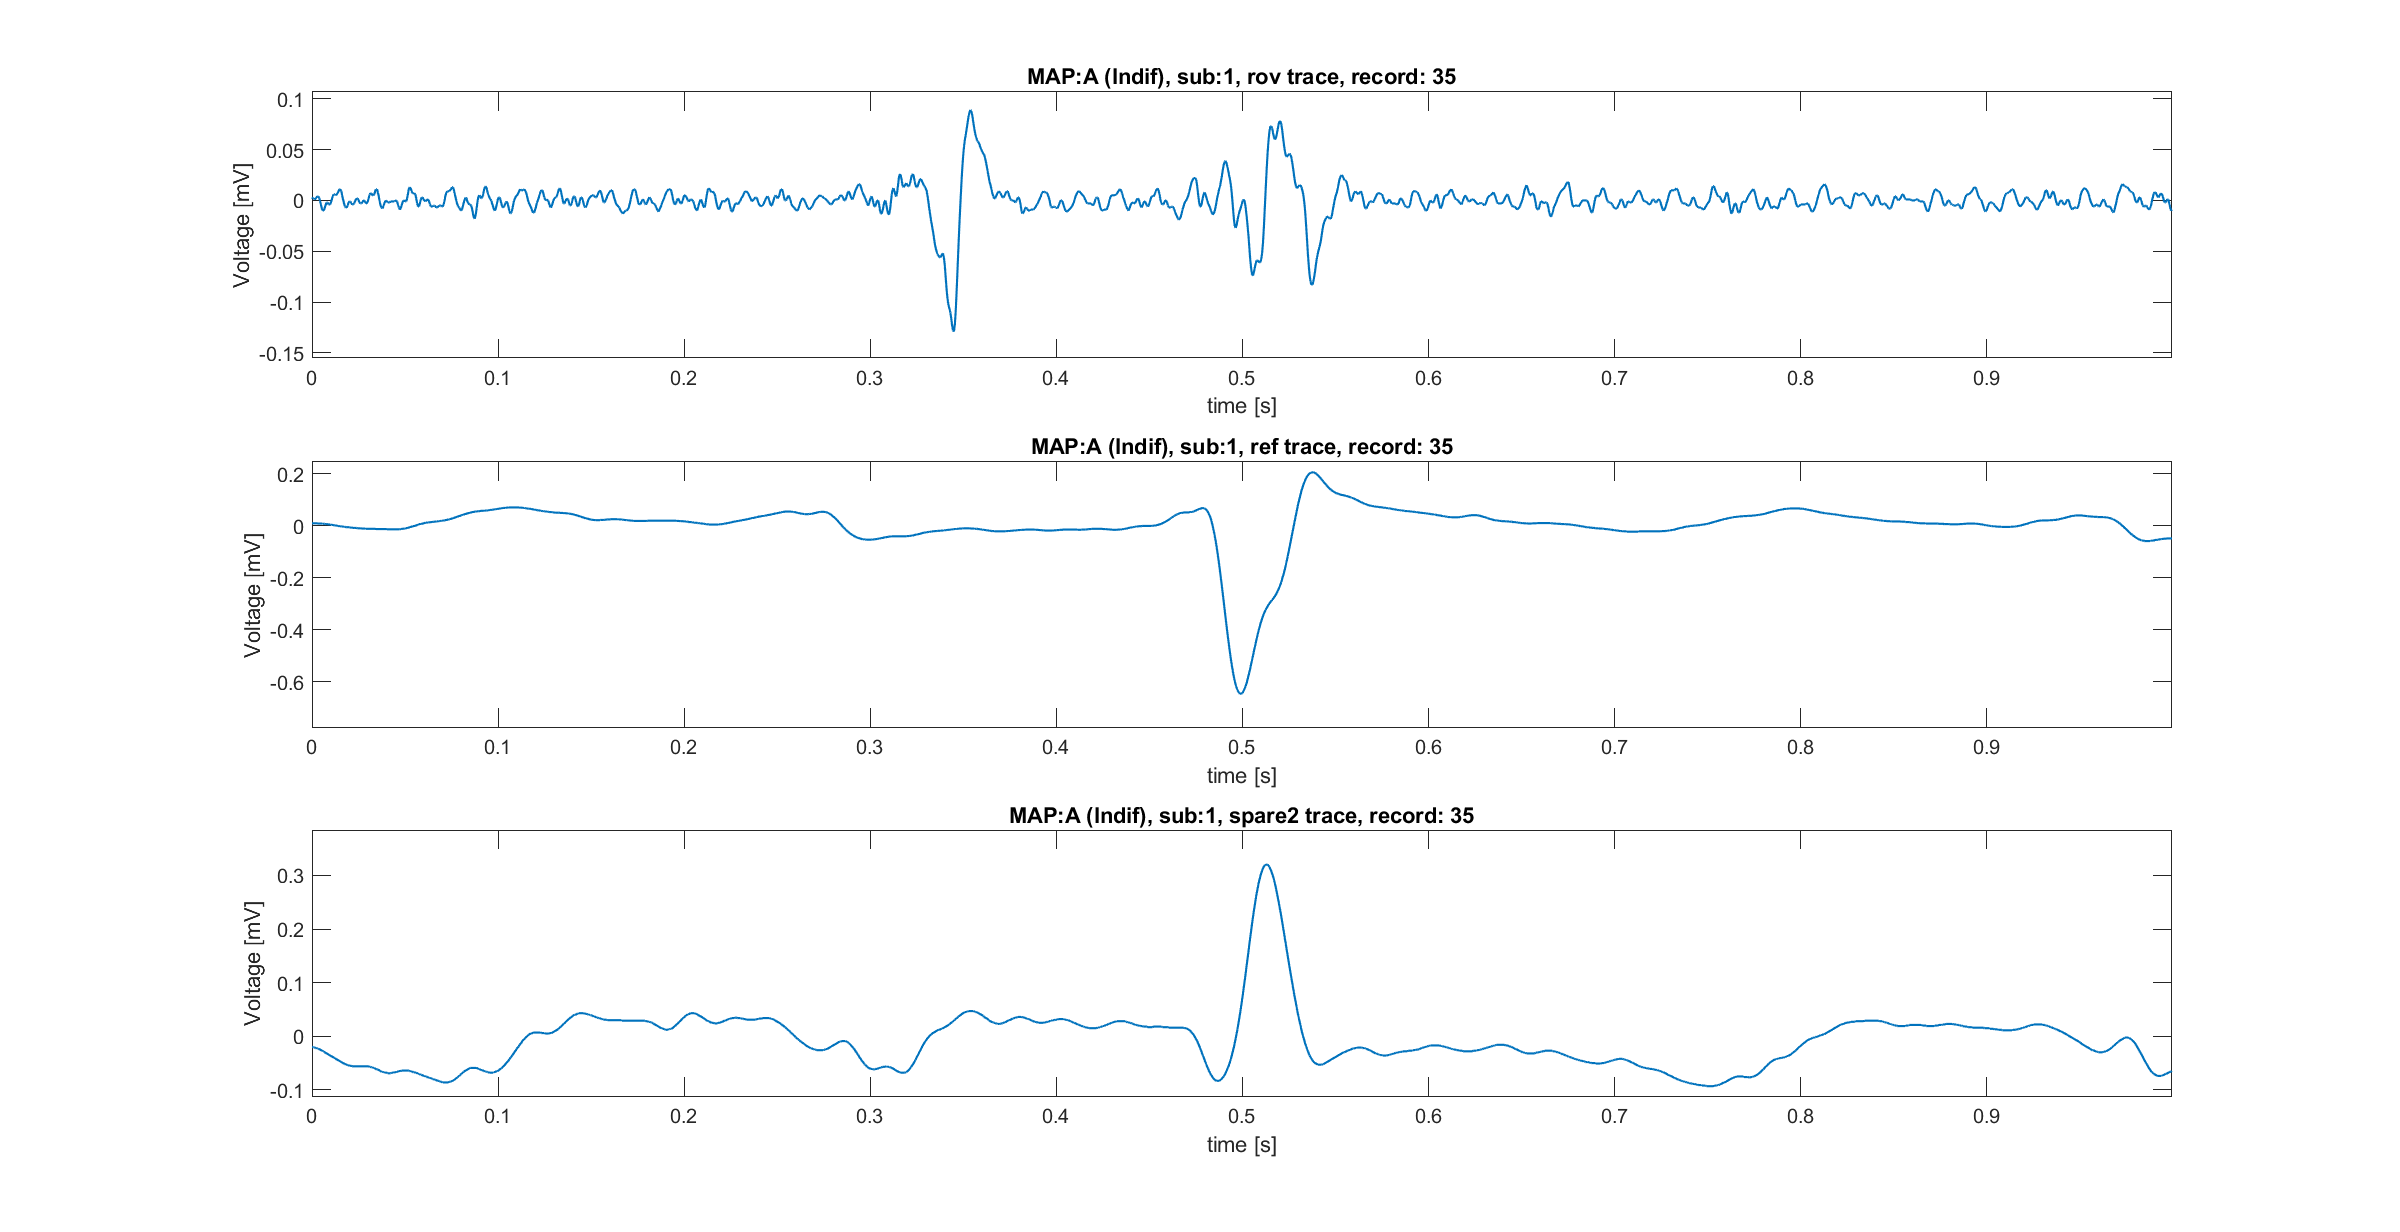 MAP:A (Indif), sub:1, rov trace, record: 35
0.1
0.05
0
-0.05
-0.1
-0.15
Voltage [mV]
0 0.1 0.2 0.3 0.4 0.5 0.6 0.7 0.8 0.9
time [s]
MAP:A (Indif), sub:1, ref trace, record: 35
0.2
0
-0.2
-0.4
-0.6
Voltage [mV]
0 0.1 0.2 0.3 0.4 0.5 0.6 0.7 0.8 0.9
time [s]
MAP:A (Indif), sub:1, spare2 trace, record: 35
0.3
0.2
0.1
0
-0.1
Voltage [mV]
0 0.1 0.2 0.3 0.4 0.5 0.6 0.7 0.8 0.9
time [s]